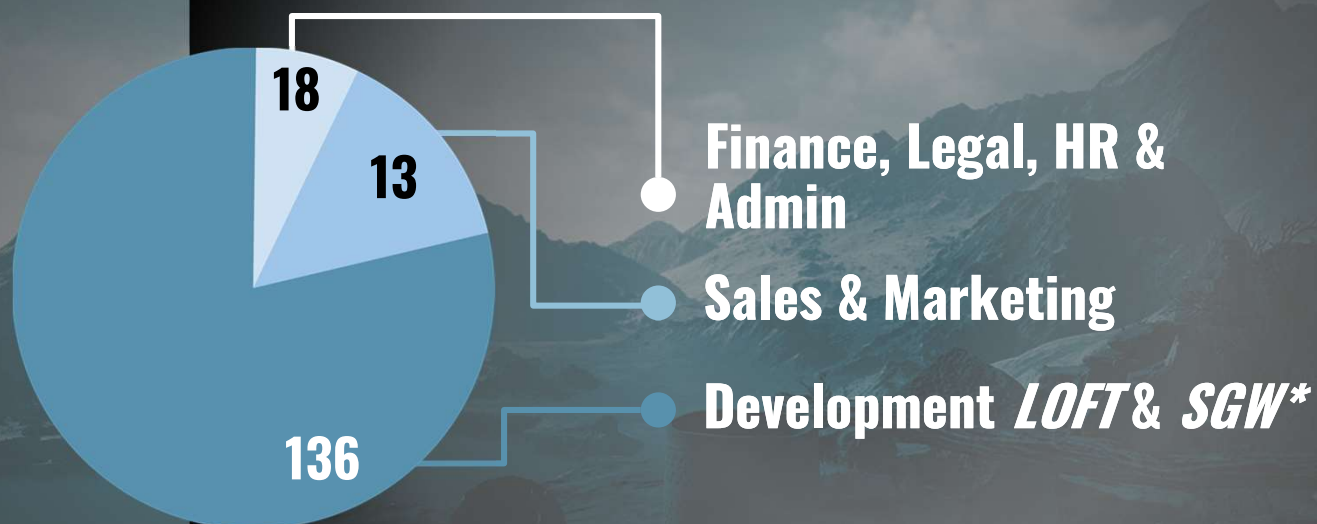 18
13
136
Finance, Legal, HR &
Admin
Sales & Marketing
Development LOFT & SGW*